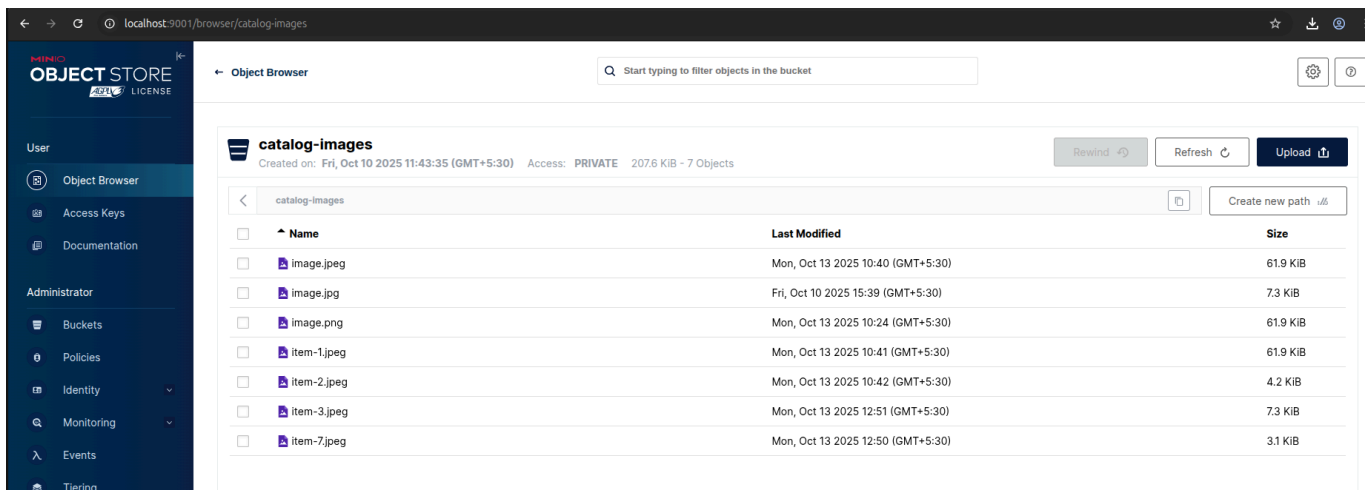 localhost:9001/browser/catalog-images
MINIO
OBJECT STORE
AGPLv3 LICENSE
User
Object Browser
Access Keys
Documentation
Administrator
Buckets
Policies
Identity
Monitoring
Events
Tiering
← Object Browser
Start typing to filter objects in the bucket
catalog-images
Created on: Fri, Oct 10 2025 11:43:35 (GMT+5:30) Access: PRIVATE 207.6 KiB - 7 Objects
Rewind
Refresh
Upload
catalog-images
Create new path
Name Last Modified Size
image.jpeg Mon, Oct 13 2025 10:40 (GMT+5:30) 61.9 KiB
image.jpg Fri, Oct 10 2025 15:39 (GMT+5:30) 7.3 KiB
image.png Mon, Oct 13 2025 10:24 (GMT+5:30) 61.9 KiB
item-1.jpeg Mon, Oct 13 2025 10:41 (GMT+5:30) 61.9 KiB
item-2.jpeg Mon, Oct 13 2025 10:42 (GMT+5:30) 4.2 KiB
item-3.jpeg Mon, Oct 13 2025 12:51 (GMT+5:30) 7.3 KiB
item-7.jpeg Mon, Oct 13 2025 12:50 (GMT+5:30) 3.1 KiB